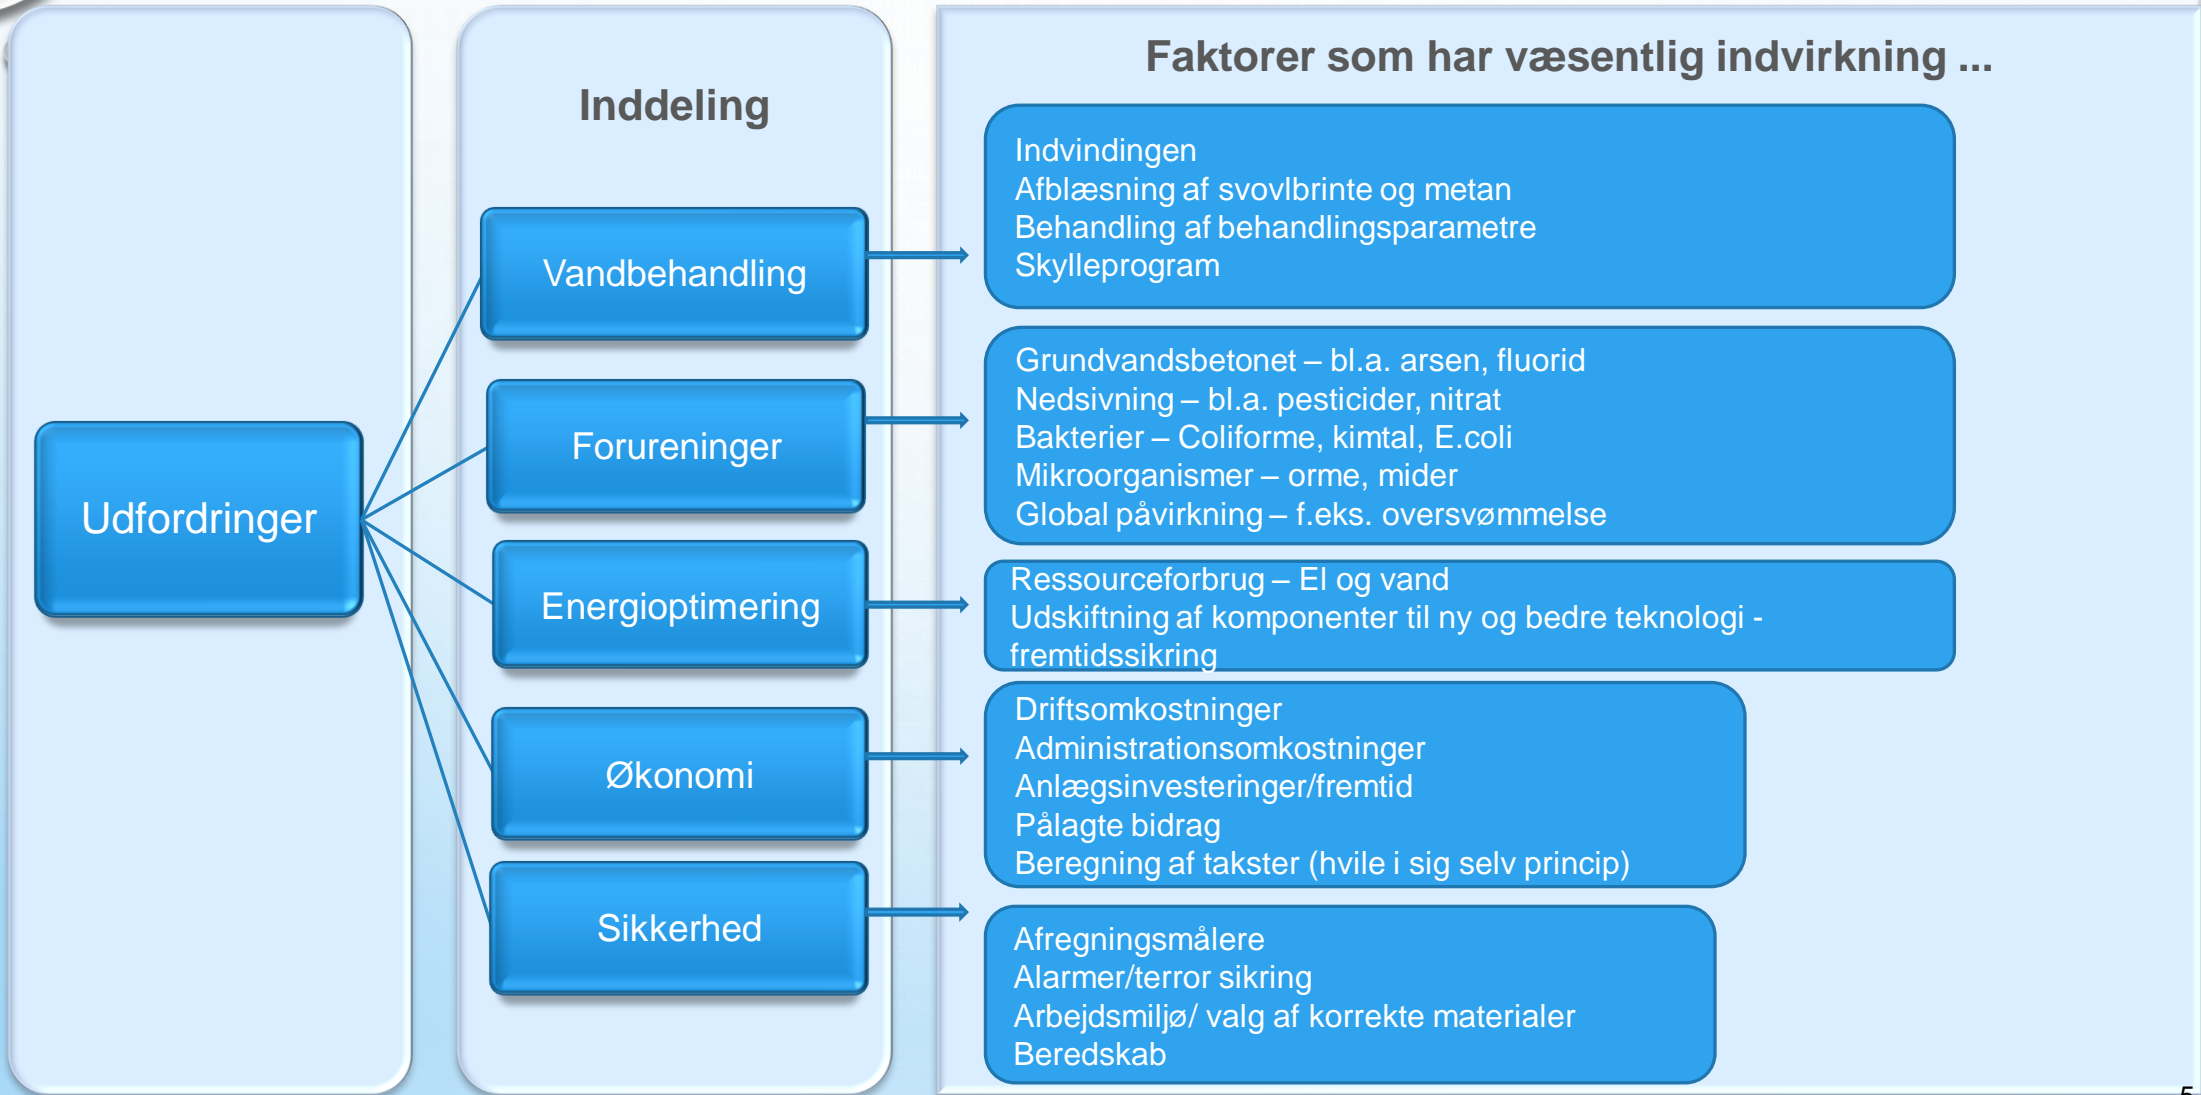 Faktorer som har væsentlig indvirkning ...
Inddeling
Udfordringer
Vandbehandling
Indvindingen
Afblæsning af svovlbrinte og metan
Behandling af behandlingsparametre
Skylleprogram
Forureninger
Grundvandsbetonet – bl.a. arsen, fluorid
Nedsivning – bl.a. pesticider, nitrat
Bakterier – Coliforme, kimtal, E.coli
Mikroorganismer – orme, mider
Global påvirkning – f.eks. oversvømmelse
Energioptimering
Ressourceforbrug – El og vand
Udskiftning af komponenter til ny og bedre teknologi -
fremtidssikring
Økonomi
Driftsomkostninger
Administrationsomkostninger
Anlægsinvesteringer/fremtid
Pålagte bidrag
Beregning af takster (hvile i sig selv princip)
Sikkerhed
Afregningsmålere
Alarmer/terror sikring
Arbejdsmiljø/ valg af korrekte materialer
Beredskab
5